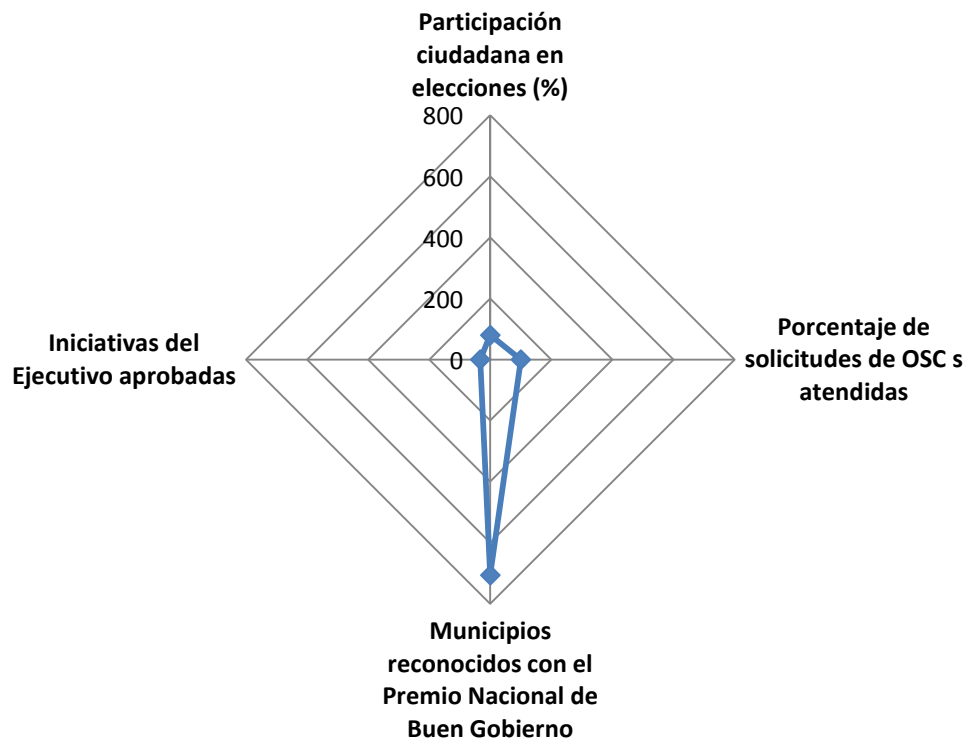 Participación
ciudadana en
elecciones (%)
800
600
400
200
0
Iniciativas del
Ejecutivo aprobadas
Porcentaje de
solicitudes de OSC s
atendidas
Municipios
reconocidos con el
Premio Nacional de
Buen Gobierno